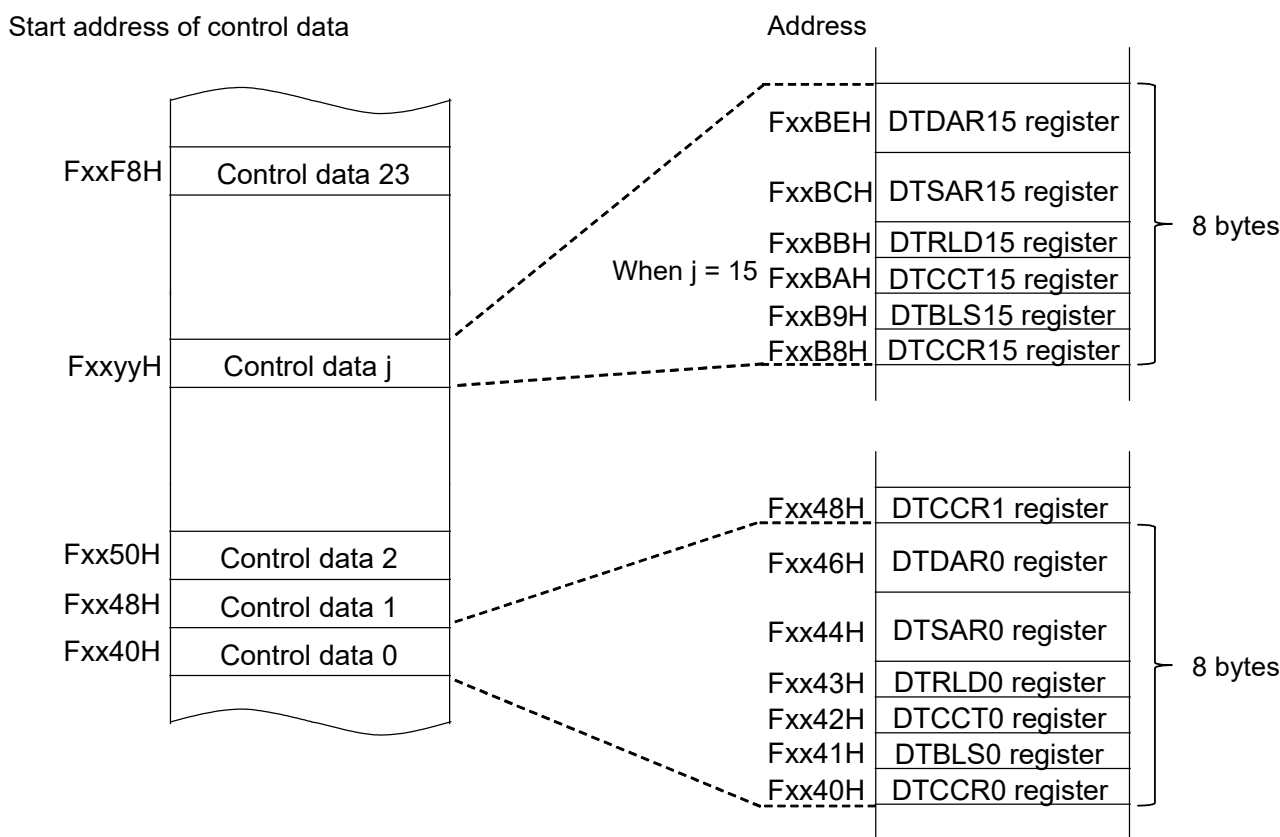 Start address of control data
FxxF8H Control data 23
FxxyyH Control data j
Fxx50H Control data 2
Fxx48H Control data 1
Fxx40H Control data 0
Address
FxxBEH DTDAR15 register
FxxBCH DTSAR15 register
FxxBBH DTRLD15 register
When j = 15
FxxBAH DTCCT15 register
FxxB9H DTBLS15 register
FxxB8H DTCCR15 register
8 bytes
Fxx48H DTCCR1 register
Fxx46H DTDAR0 register
Fxx44H DTSAR0 register
Fxx43H DTRLD0 register
Fxx42H DTCCT0 register
Fxx41H DTBLS0 register
Fxx40H DTCCR0 register
8 bytes